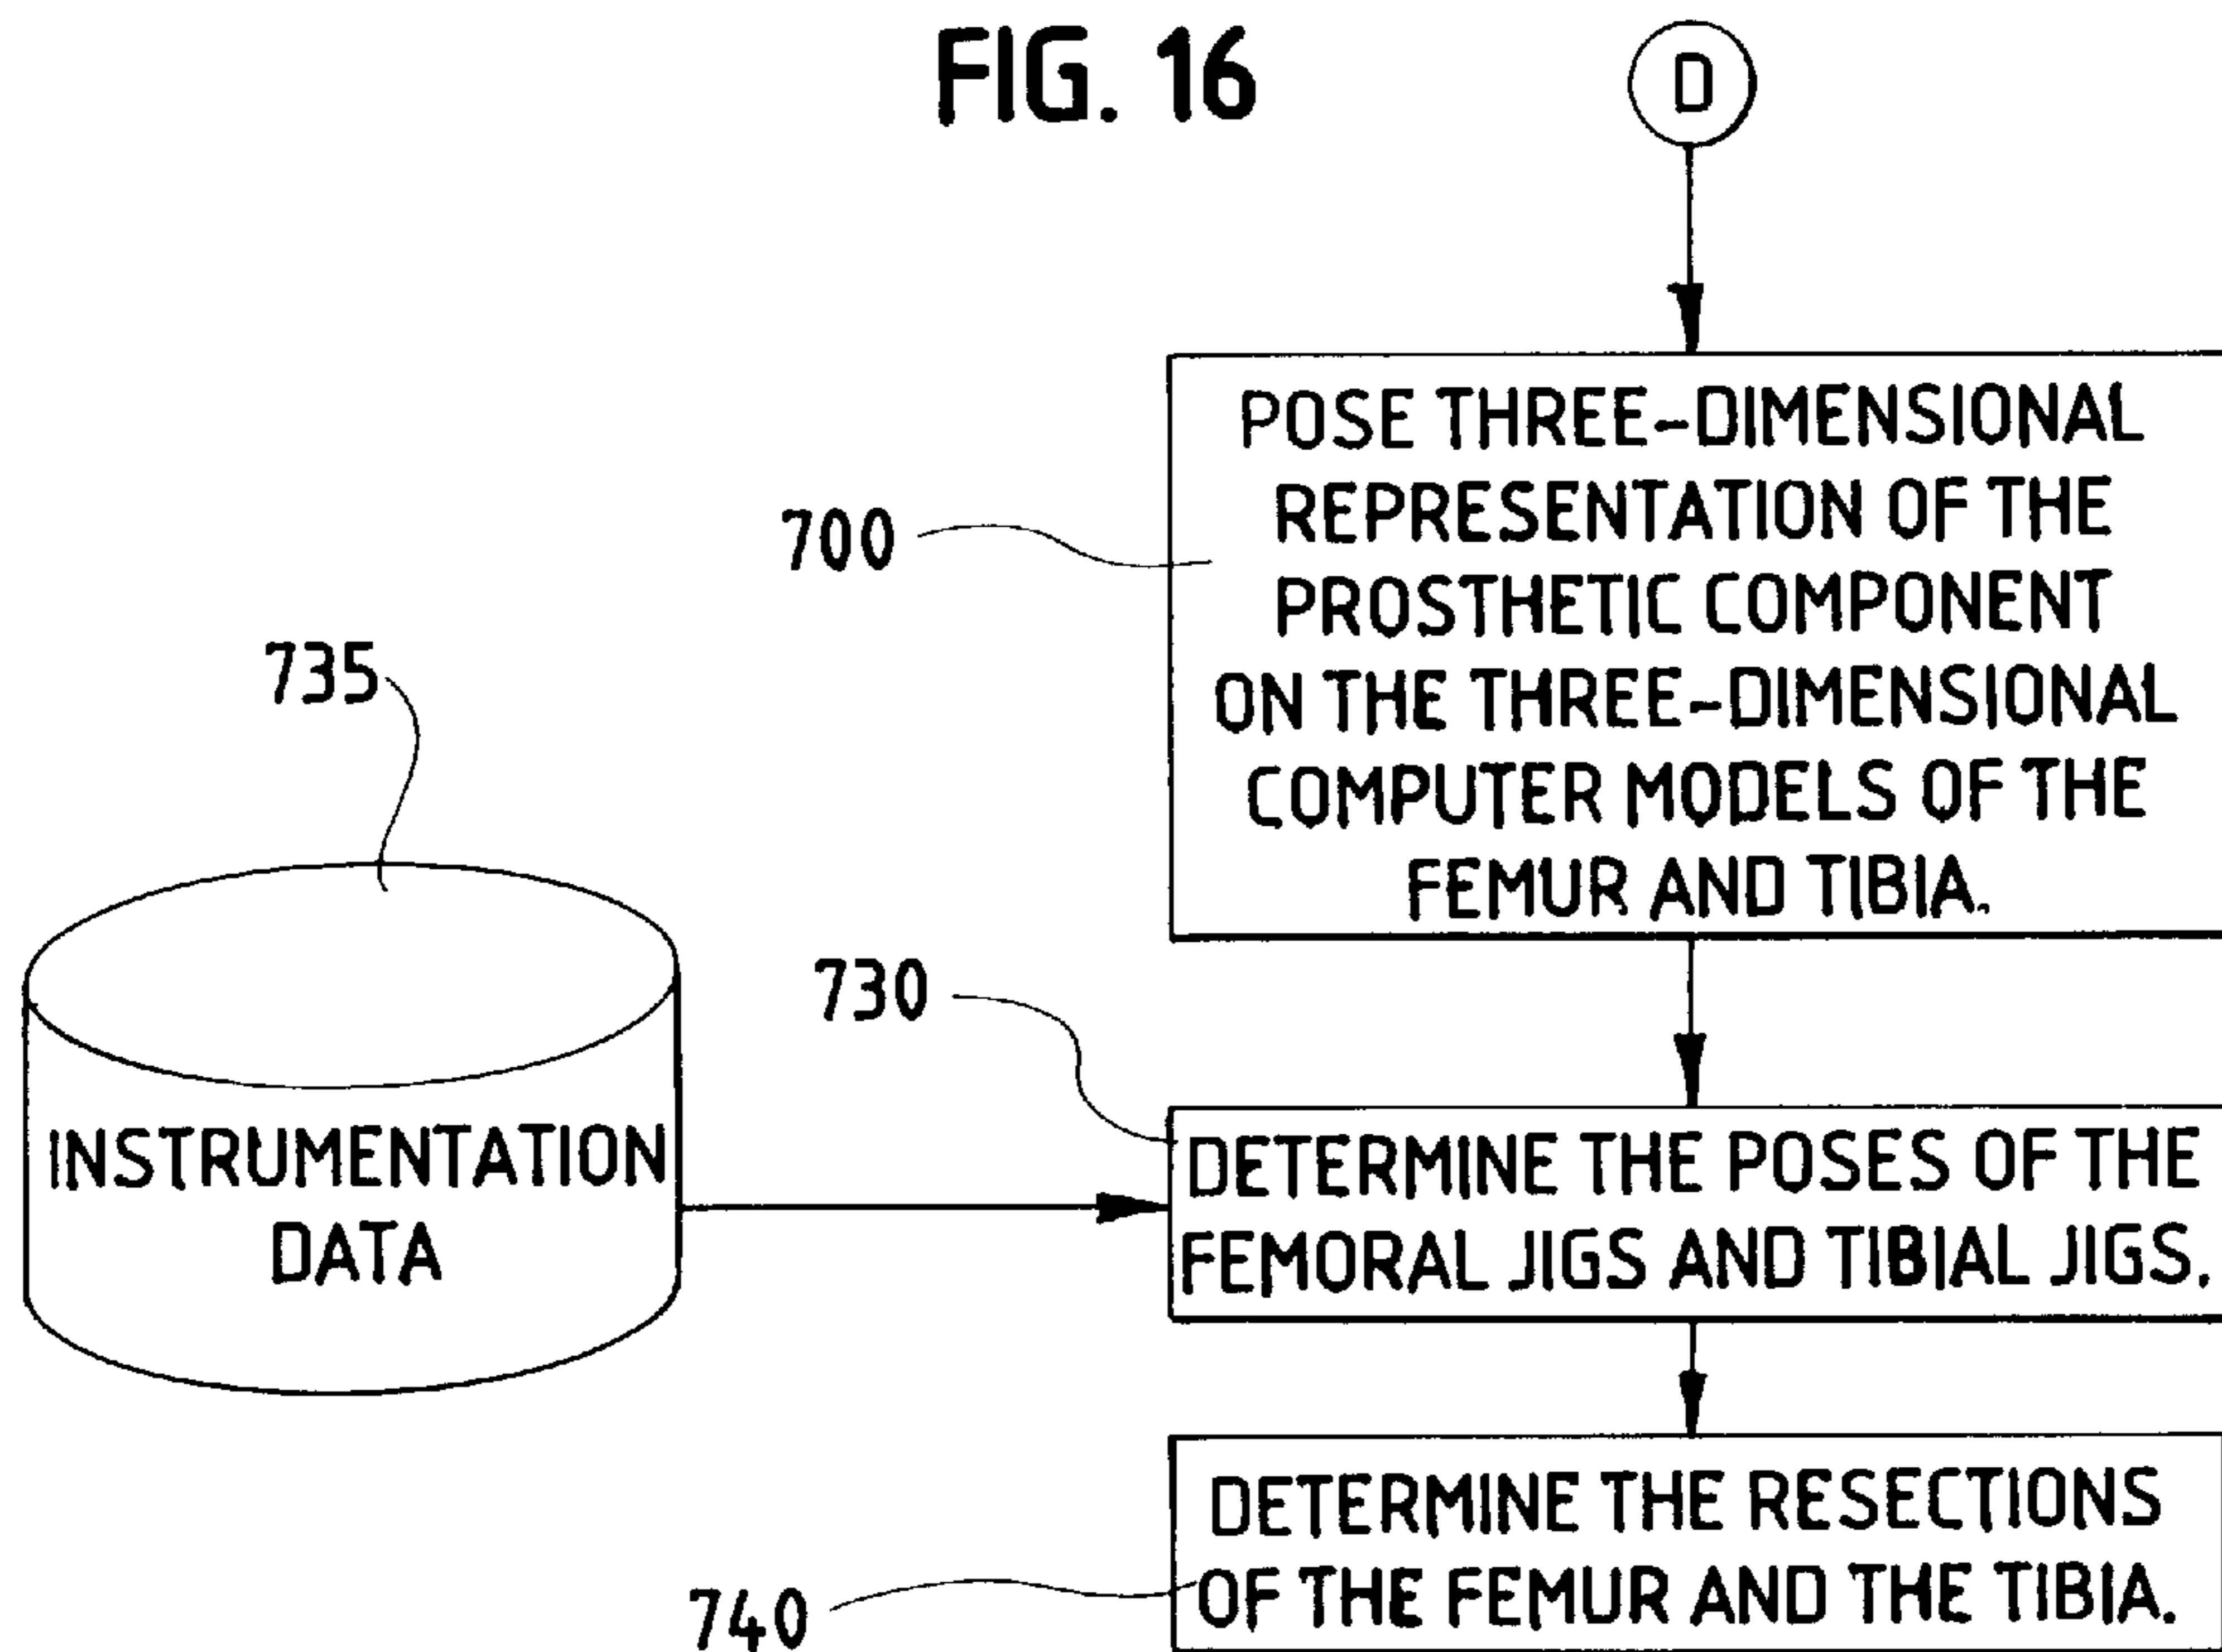 FIG. 16
D
700
POSE THREE-DIMENSIONAL
REPRESENTATION OF THE
PROSTHETIC COMPONENT
ON THE THREE-DIMENSIONAL
COMPUTER MODELS OF THE
FEMUR AND TIBIA.
735
INSTRUMENTATION
DATA
730
DETERMINE THE POSES OF THE
FEMORAL JIGS AND TIBIAL JIGS.
740
DETERMINE THE RESECTIONS
OF THE FEMUR AND THE TIBIA.